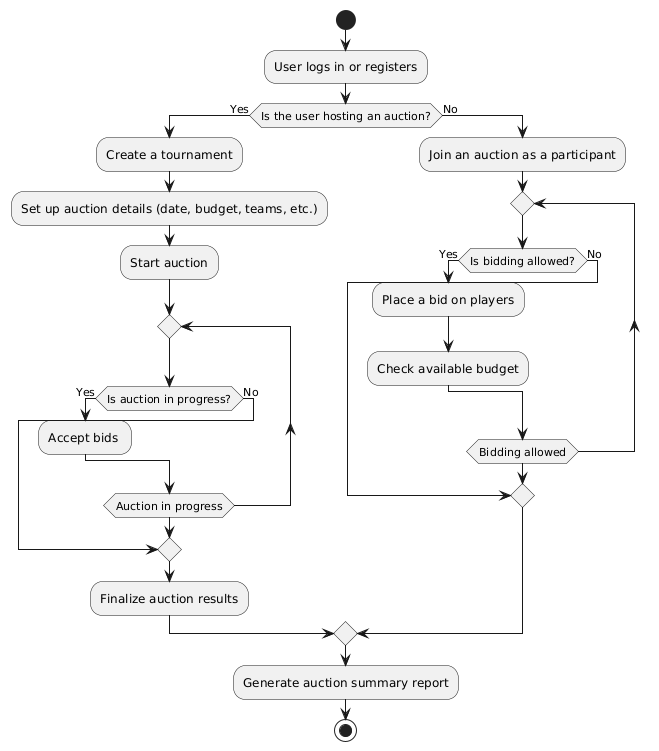 User logs in or registers
Yes
Is the user hosting an auction?
No
Create a tournament
Set up auction details (date, budget, teams, etc.)
Start auction
Yes
Is auction in progress?
No
Accept bids
Auction in progress
Finalize auction results
Join an auction as a participant
Yes
Is bidding allowed?
No
Place a bid on players
Check available budget
Bidding allowed
Generate auction summary report